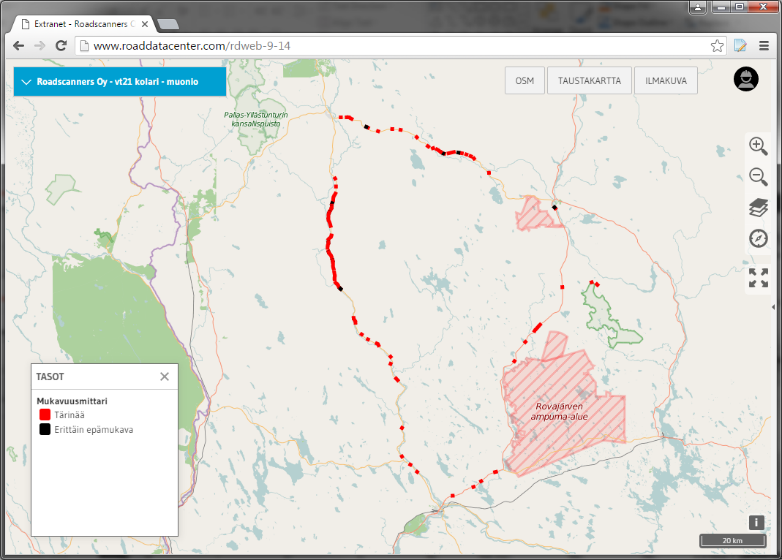 Extranet - Roadscanners O
www.roaddatacenter.com/rdweb-9-14
Roadscanners Oy - vt21 kolari - muonio
OSM
TAUSTAKARTTA
ILMAKUVA
Pallas-Yllästunturin
kansallispuisto
Rovajärven
ampuma-alue
TASOT
Mukavuusmittari
Tärinää
Erittäin epämukava
i
20 km